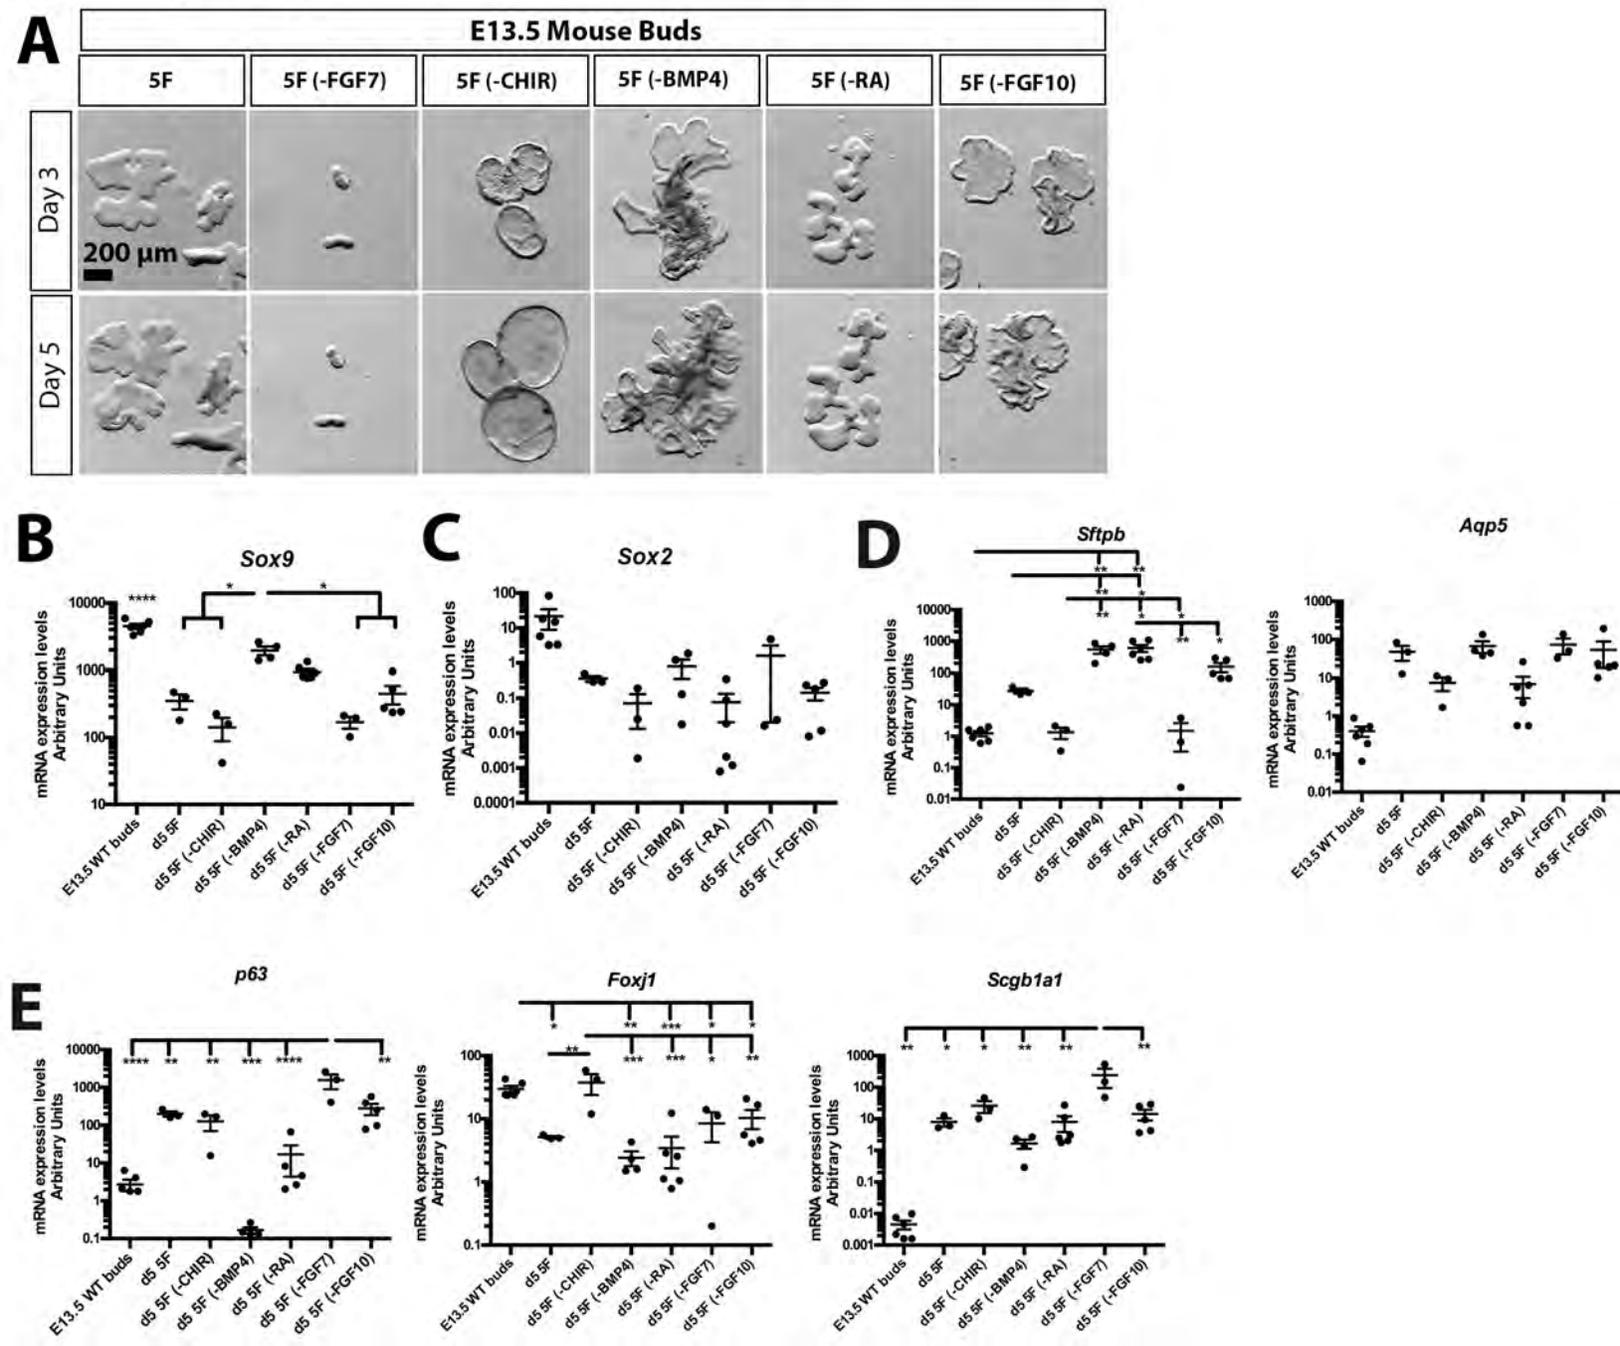 A
E13.5 Mouse Buds
5F
5F (-FGF7)
5F (-CHIR)
5F (-BMP4)
5F (-RA)
5F (-FGF10)
Day 3
200 μm
Day 5
B
Sox9
mRNA expression levels
Arbitrary Units
10000
1000
100
10
****
*
*
E13.5 WT buds
d5 5F
d5 5F (-CHIR)
d5 5F (-BMP4)
d5 5F (-RA)
d5 5F (-FGF7)
d5 5F (-FGF10)
C
Sox2
mRNA expression levels
Arbitrary Units
100
10
1
0.1
0.01
0.001
0.0001
E13.5 WT buds
d5 5F
d5 5F (-CHIR)
d5 5F (-BMP4)
d5 5F (-RA)
d5 5F (-FGF7)
d5 5F (-FGF10)
D
Sftpb
mRNA expression levels
Arbitrary Units
10000
1000
100
10
1
0.1
0.01
** **
** *
** * *
** *
E13.5 WT buds
d5 5F
d5 5F (-CHIR)
d5 5F (-BMP4)
d5 5F (-RA)
d5 5F (-FGF7)
d5 5F (-FGF10)
Aqp5
mRNA expression levels
Arbitrary Units
1000
100
10
1
0.1
0.01
E13.5 WT buds
d5 5F
d5 5F (-CHIR)
d5 5F (-BMP4)
d5 5F (-RA)
d5 5F (-FGF7)
d5 5F (-FGF10)
E
p63
mRNA expression levels
Arbitrary Units
10000
1000
100
10
1
0.1
**** ** ** *** **** **
E13.5 WT buds
d5 5F
d5 5F (-CHIR)
d5 5F (-BMP4)
d5 5F (-RA)
d5 5F (-FGF7)
d5 5F (-FGF10)
Foxj1
mRNA expression levels
Arbitrary Units
100
10
1
0.1
* ** *** * *
** *** *** * **
E13.5 WT buds
d5 5F
d5 5F (-CHIR)
d5 5F (-BMP4)
d5 5F (-RA)
d5 5F (-FGF7)
d5 5F (-FGF10)
Scgb1a1
mRNA expression levels
Arbitrary Units
1000
100
10
1
0.1
0.01
0.001
** * * ** ** **
E13.5 WT buds
d5 5F
d5 5F (-CHIR)
d5 5F (-BMP4)
d5 5F (-RA)
d5 5F (-FGF7)
d5 5F (-FGF10)